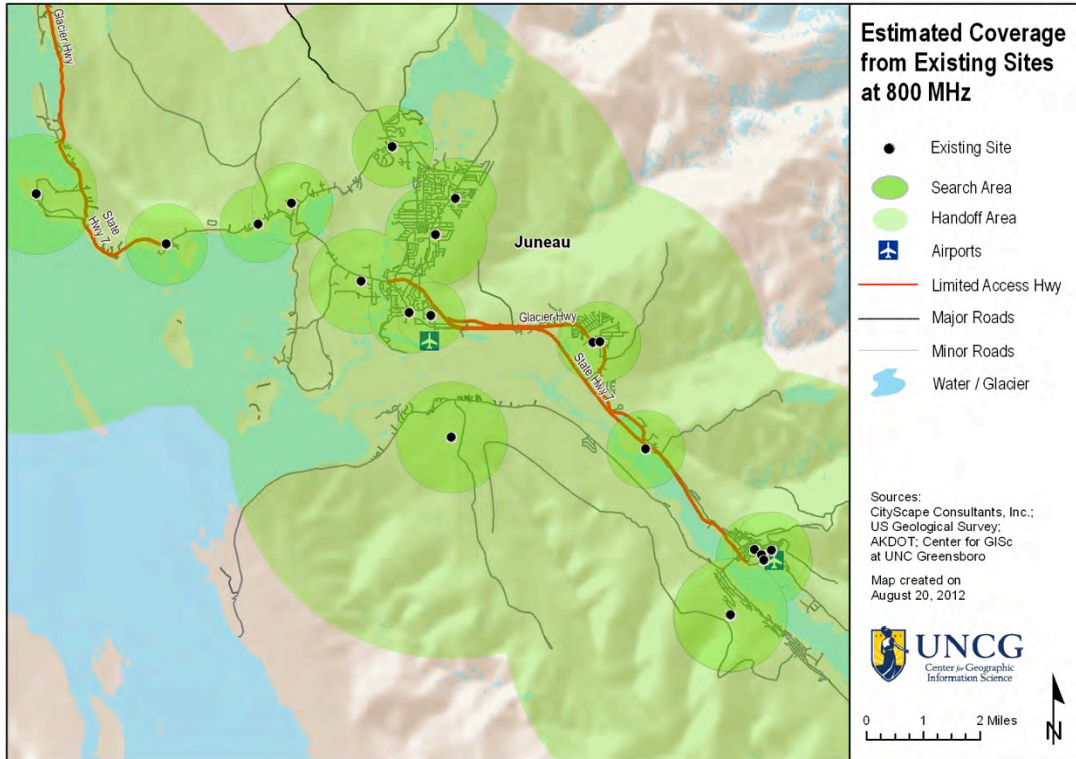 Estimated Coverage
from Existing Sites
at 800 MHz
Existing Site
Search Area
Handoff Area
Airports
Limited Access Hwy
Major Roads
Minor Roads
Water / Glacier
Sources:
CityScape Consultants, Inc.;
US Geological Survey;
AKDOT; Center for GISc
at UNC Greensboro
Map created on
August 20, 2012
UNCG
Center for Geographic
Information Science
0 1 2 Miles
N
Glacier Hwy
State
Hwy 7
Juneau
Glacier Hwy
State Hwy 7